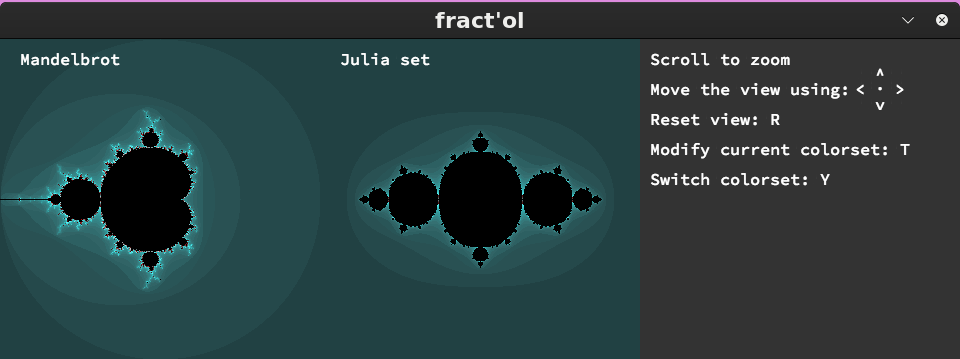 fract'ol
Mandelbrot
Julia set
Scroll to zoom
^
Move the view using: < · >
v
Reset view: R
Modify current colorset: T
Switch colorset: Y